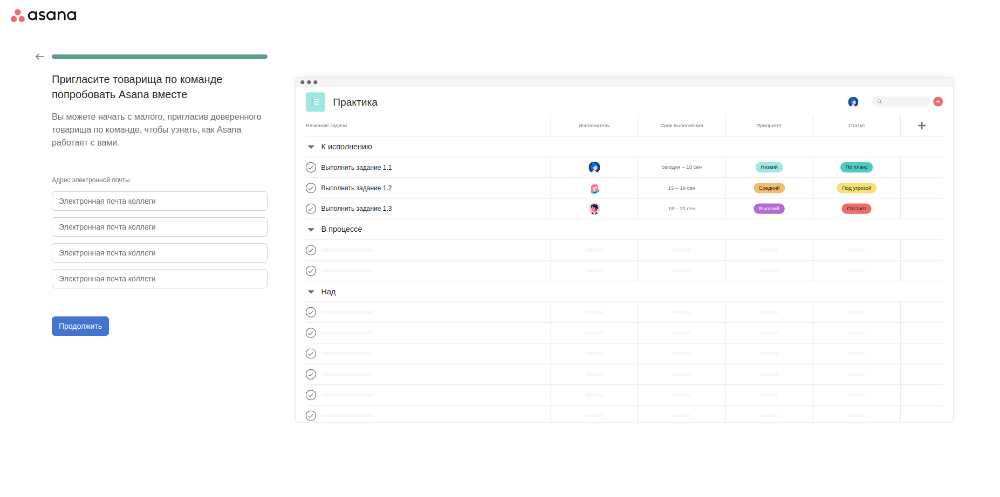 asana
Пригласите товарища по команде
попробовать Asana вместе
Вы можете начать с малого, пригласив доверенного
товарища по команде, чтобы узнать, как Asana
работает с вами.
Адрес электронной почты
Электронная почта коллеги
Электронная почта коллеги
Электронная почта коллеги
Электронная почта коллеги
Продолжить
Практика
Название задачи Исполнитель Срок выполнения Приоритет Статус
К исполнению
Выполнить задание 1.1 сегодня – 18 сен Низкий По плану
Выполнить задание 1.2 15 – 19 сен Средний Под угрозой
Выполнить задание 1.3 18 – 20 сен Высокий Отстаёт
В процессе
Над